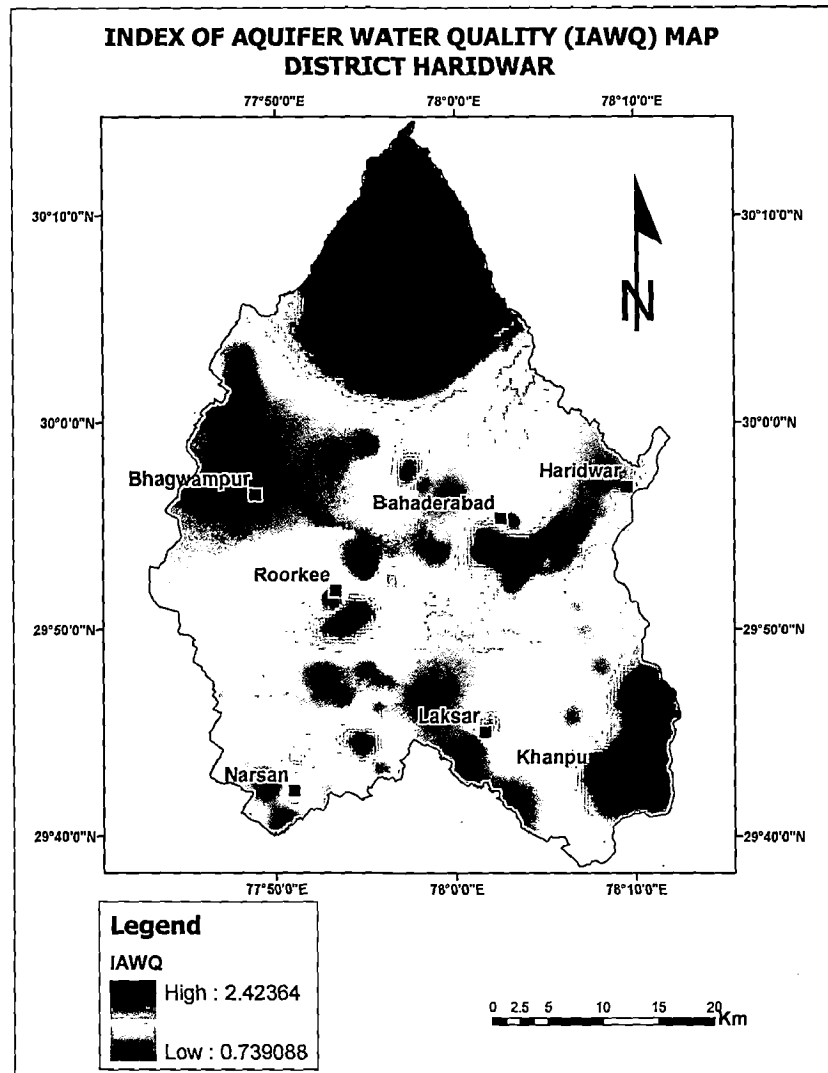 INDEX OF AQUIFER WATER QUALITY (IAWQ) MAP
DISTRICT HARIDWAR
77°50'0"E 78°0'0"E 78°10'0"E
30°10'0"N 30°10'0"N
N
30°0'0"N 30°0'0"N
Bhagwampur Haridwar
Bahaderabad
Roorkee
29°50'0"N 29°50'0"N
Laksar
Khanpu
Narsan
29°40'0"N 29°40'0"N
77°50'0"E 78°0'0"E 78°10'0"E
Legend
IAWQ
High : 2.42364
Low : 0.739088
0 2.5 5 10 15 20
Km